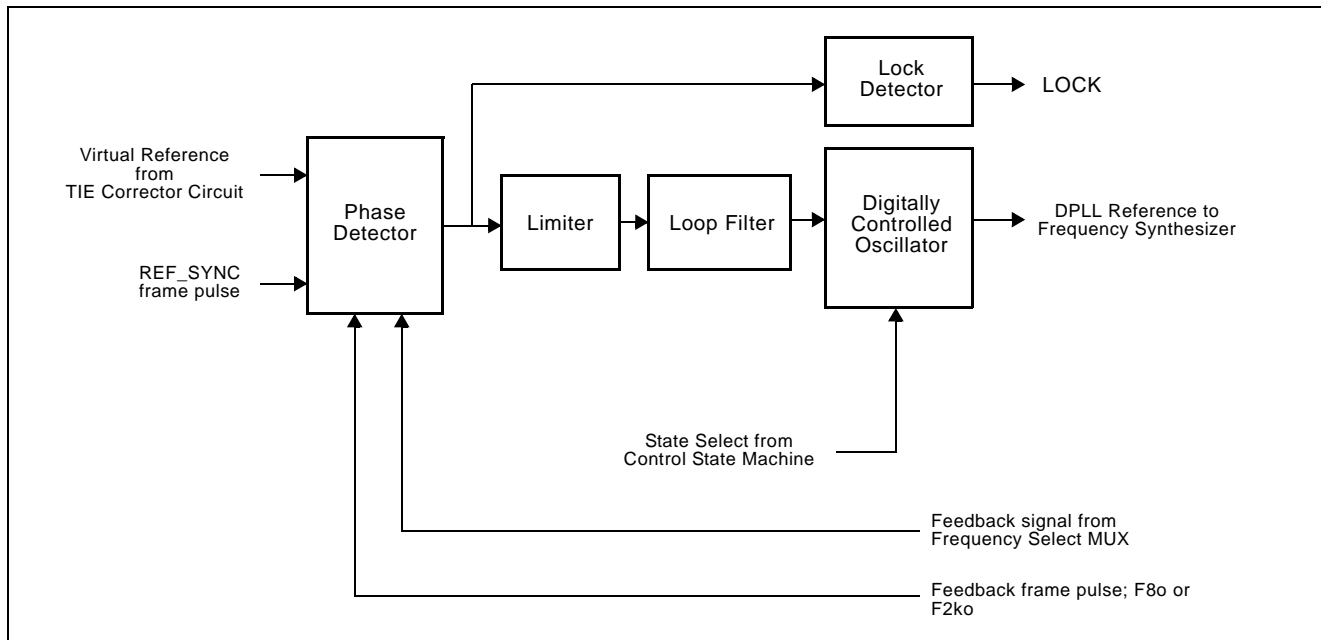 Lock
Detector
LOCK
Virtual Reference
from
TIE Corrector Circuit
Phase
Detector
Limiter
Loop Filter
Digitally
Controlled
Oscillator
DPLL Reference to
Frequency Synthesizer
REF_SYNC
frame pulse
State Select from
Control State Machine
Feedback signal from
Frequency Select MUX
Feedback frame pulse; F8o or
F2ko